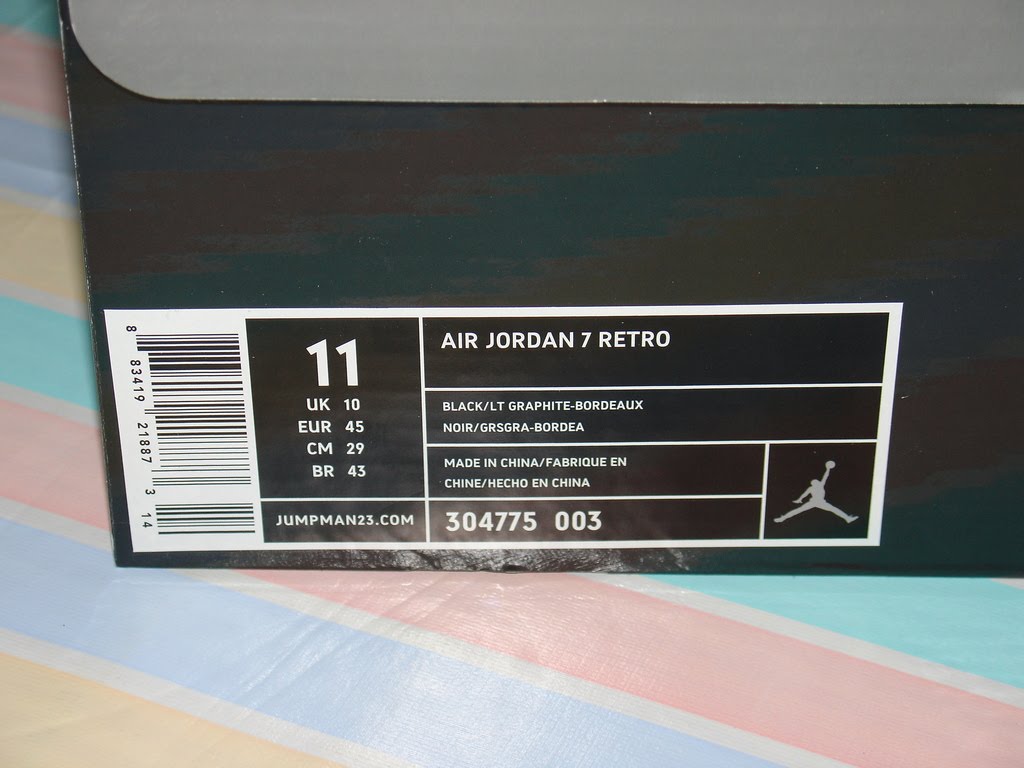 8 83419 21887 3 14
11
UK 10
EUR 45
CM 29
BR 43
JUMPMAN23.COM
AIR JORDAN 7 RETRO
BLACK/LT GRAPHITE-BORDEAUX
NOIR/GRSGRA-BORDEA
MADE IN CHINA/FABRIQUE EN
CHINE/HECHO EN CHINA
304775 003